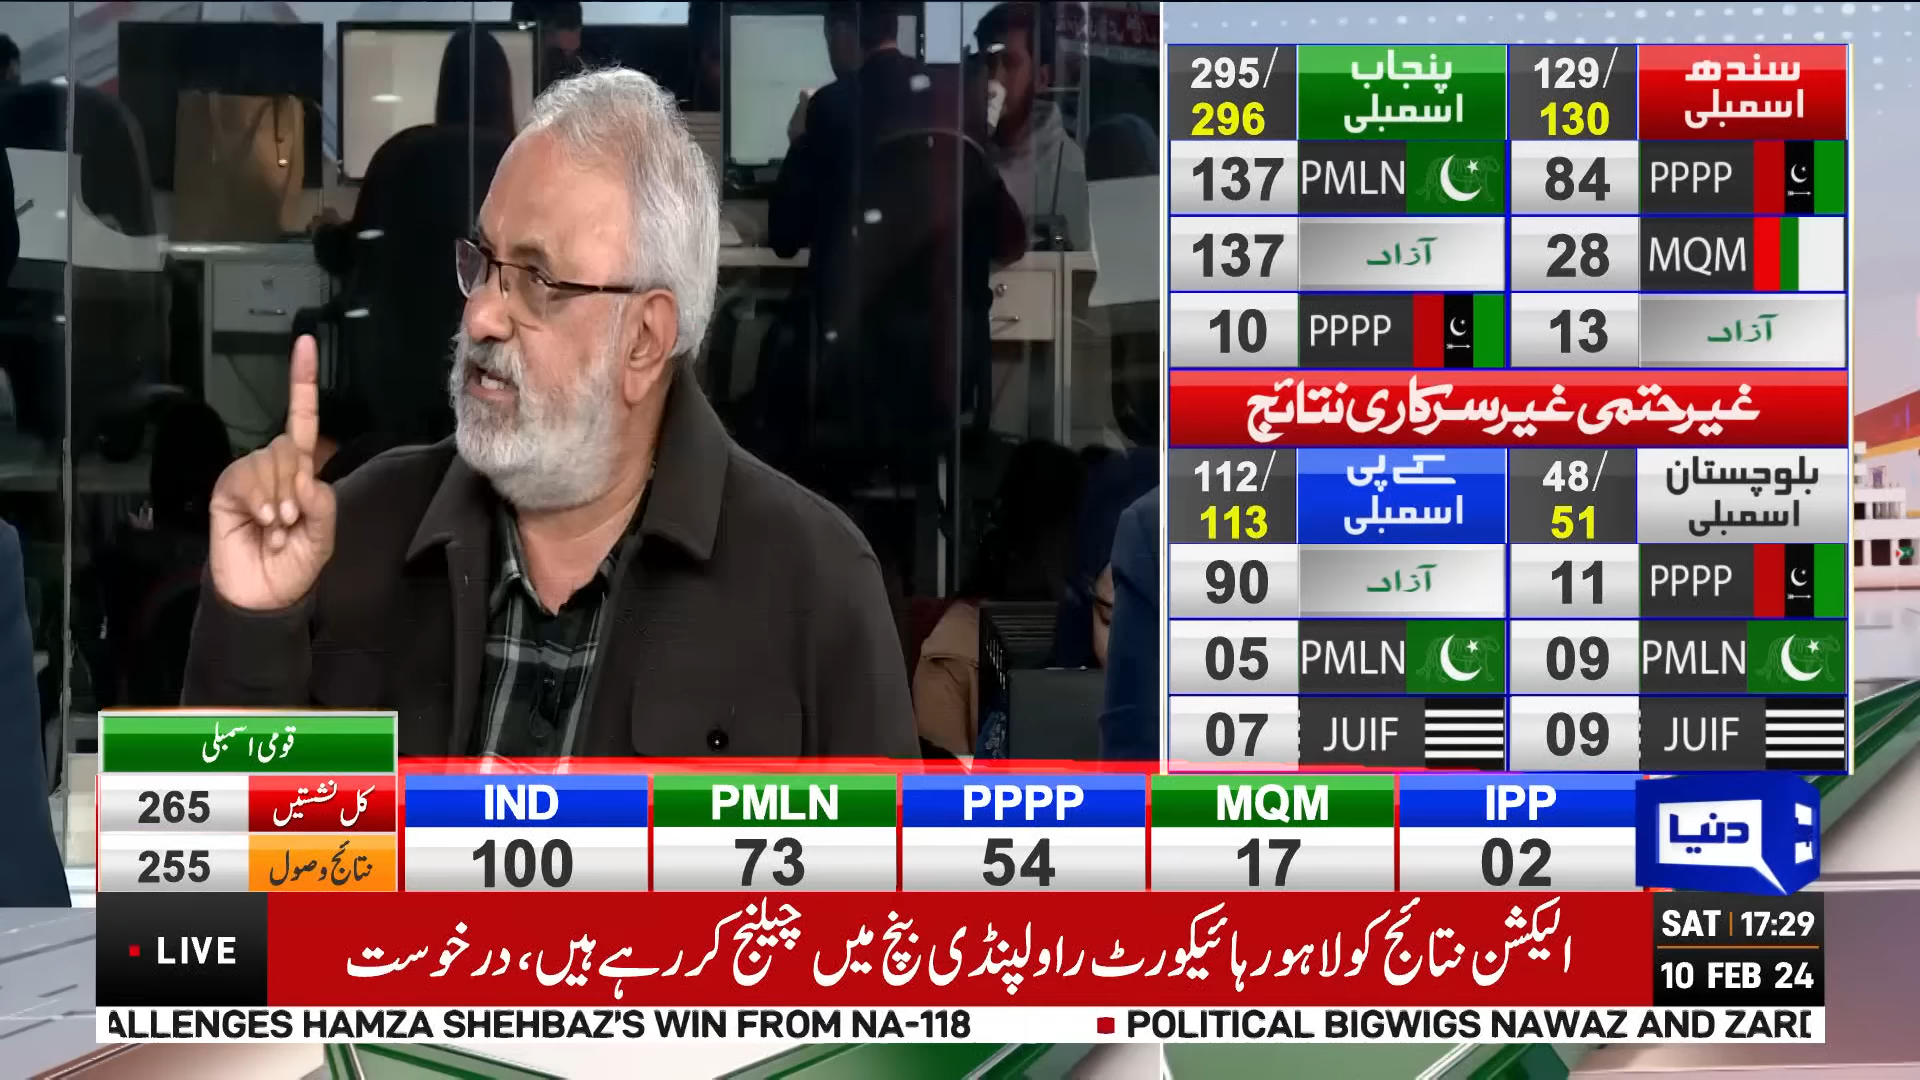 295/ 296 پنجاب اسمبلی
137 PMLN
137 آزاد
10 PPPP
129/ 130 سندھ اسمبلی
84 PPPP
28 MQM
13 آزاد
غیرحتمی غیرسرکاری نتائج
112/ 113 کے پی اسمبلی
90 آزاد
05 PMLN
07 JUIF
48/ 51 بلوچستان اسمبلی
11 PPPP
09 PMLN
09 JUIF
قومی اسمبلی
265 کل نشستیں
255 نتائج وصول
IND PMLN PPPP MQM IPP
100 73 54 17 02
دنیا
LIVE
الیکشن نتائج کو لاہور ہائیکورٹ راولپنڈی بنچ میں چیلنج کر رہے ہیں، درخوست
SAT 17:29
10 FEB 24
ALLENGES HAMZA SHEHBAZ'S WIN FROM NA-118 POLITICAL BIGWIGS NAWAZ AND ZARD